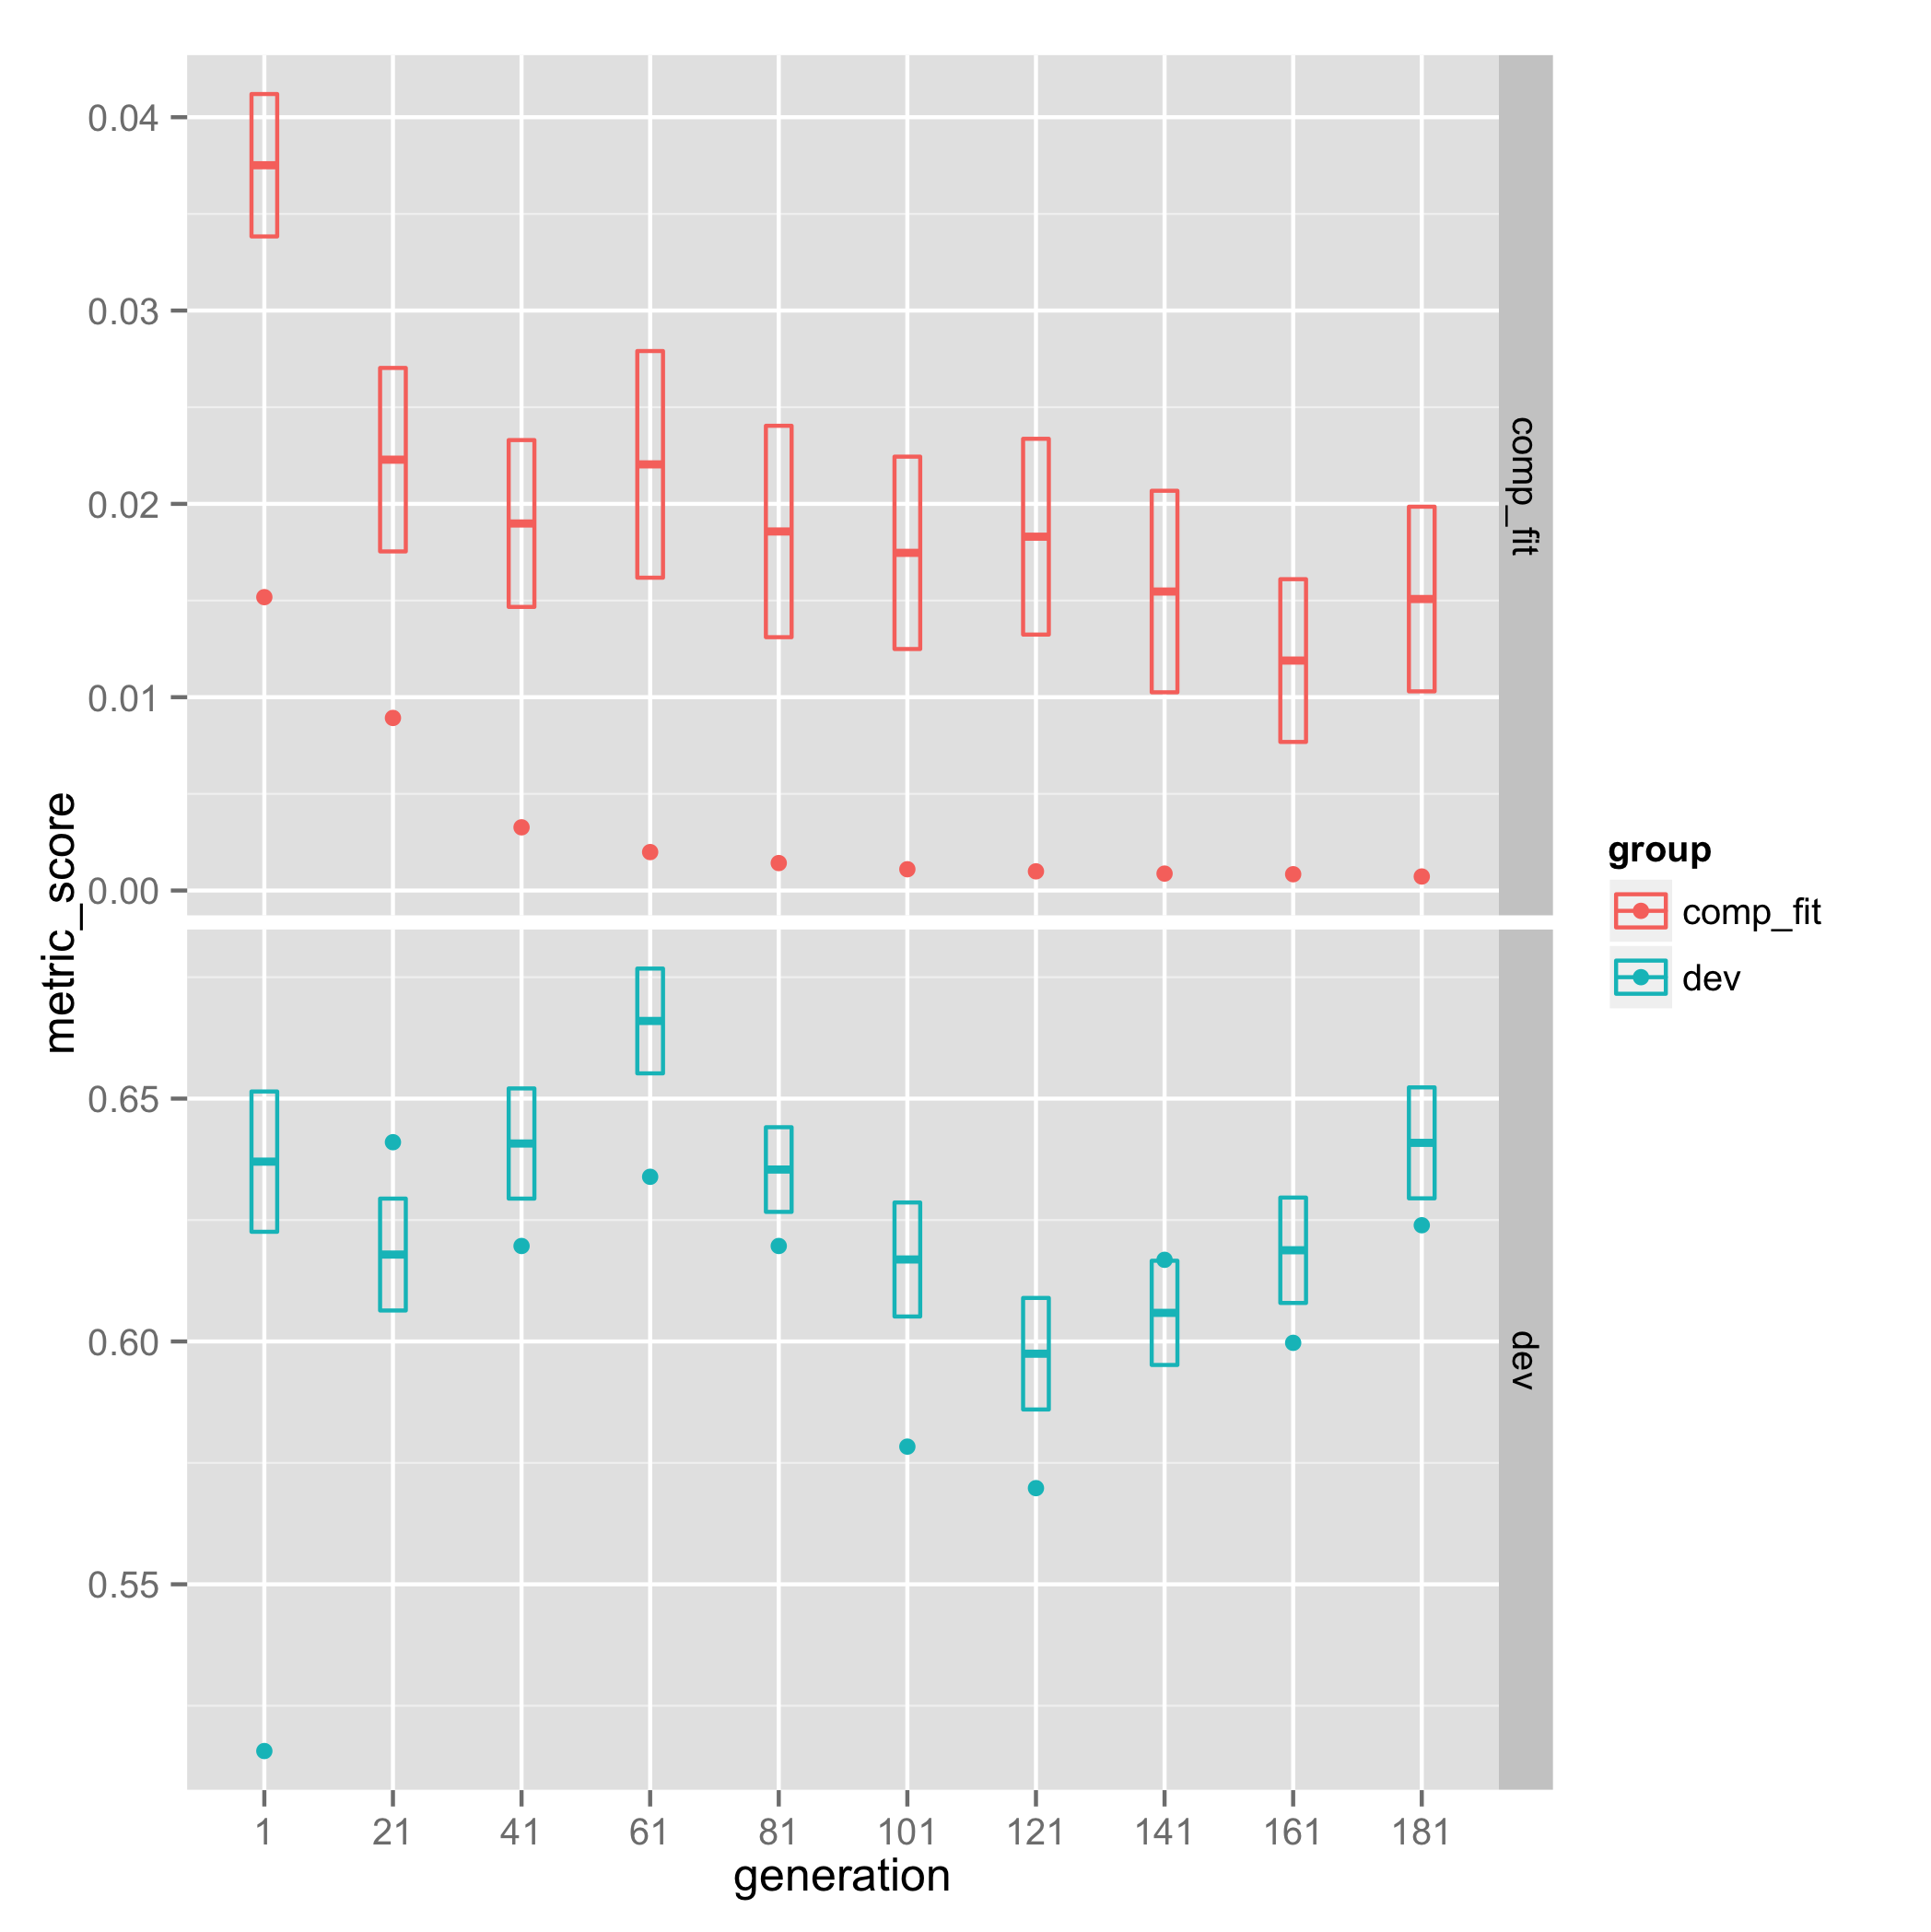 0.04
0.03
0.02
0.01
0.00
comp_fit
metric_score
0.65
0.60
0.55
dev
1 21 41 61 81 101 121 141 161 181
generation
group
comp_fit
dev